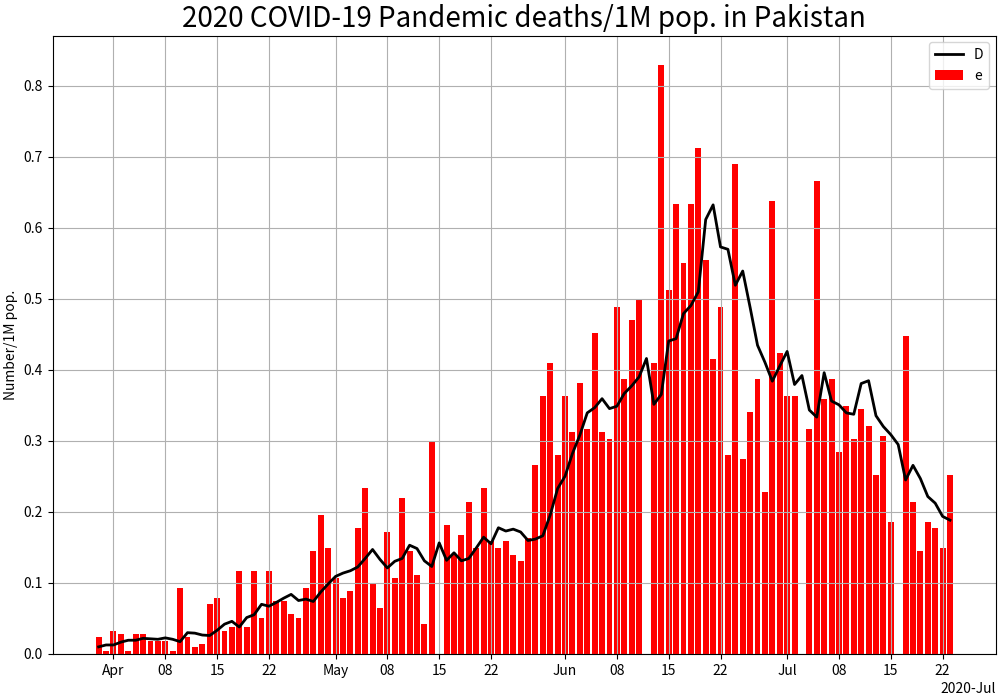 2020 COVID-19 Pandemic deaths/1M pop. in Pakistan
D
e
Number/1M pop.
0.8
0.7
0.6
0.5
0.4
0.3
0.2
0.1
0.0
Apr 08 15 22 May 08 15 22 Jun 08 15 22 Jul 08 15 22
2020-Jul